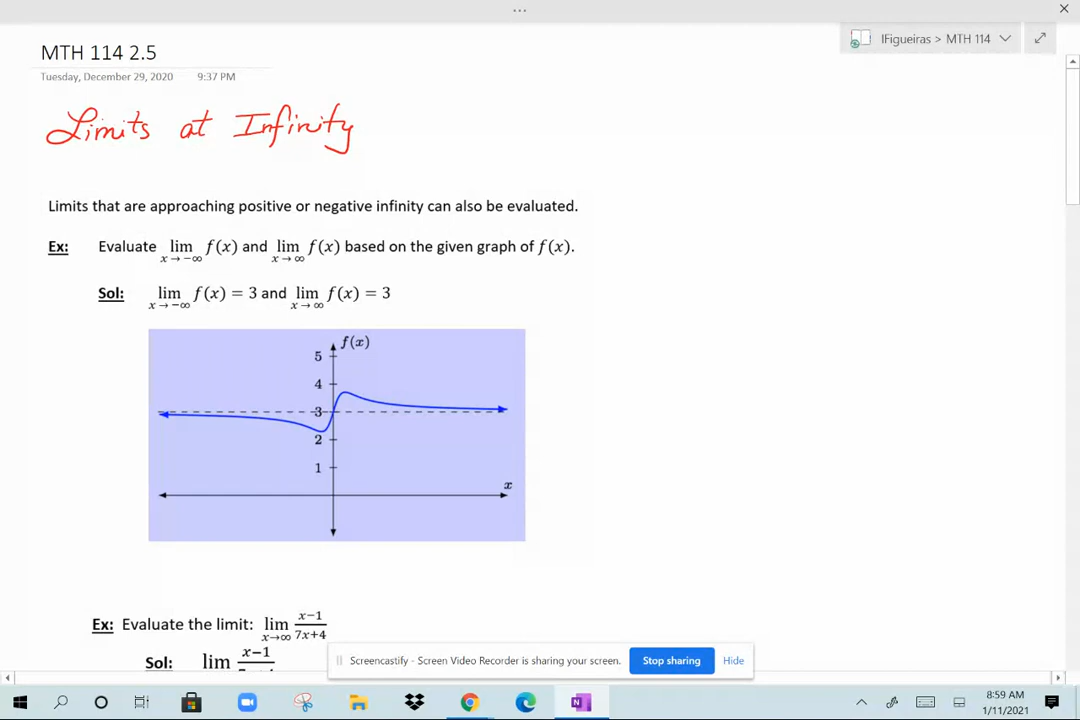 MTH 114 2.5
IFigueiras > MTH 114
Tuesday, December 29, 2020 9:37 PM
Limits at Infinity
Limits that are approaching positive or negative infinity can also be evaluated.
Ex: Evaluate lim x→−∞ f(x) and lim x→∞ f(x) based on the given graph of f(x).
Sol: lim x→−∞ f(x) = 3 and lim x→∞ f(x) = 3
f(x)
5
4
3
2
1
x
Ex: Evaluate the limit: lim x→∞ x−1/7x+4
Sol: lim x−1
Screencastify - Screen Video Recorder is sharing your screen. Stop sharing Hide
8:59 AM
1/11/2021